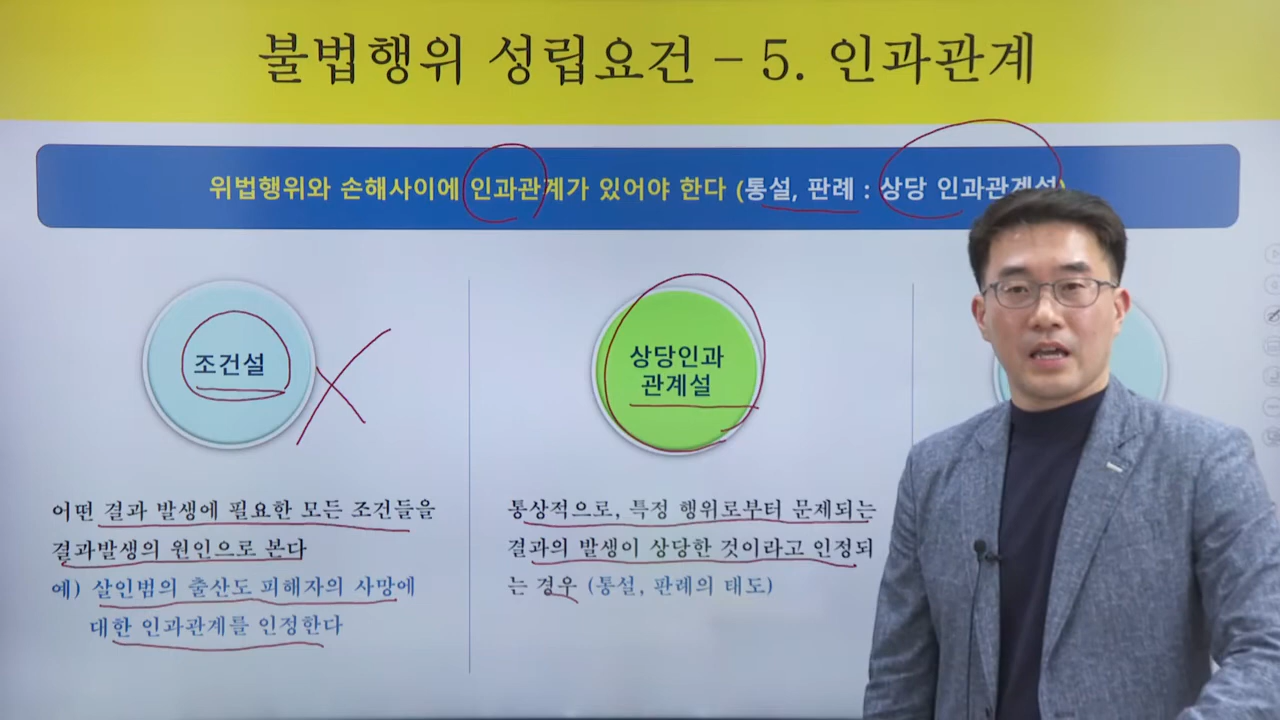 불법행위 성립요건 – 5. 인과관계
위법행위와 손해사이에 인과관계가 있어야 한다 (통설, 판례 : 상당 인과관계설)
조건설
어떤 결과 발생에 필요한 모든 조건들을
결과발생의 원인으로 본다
예) 살인범의 출산도 피해자의 사망에
대한 인과관계를 인정한다
상당인과
관계설
통상적으로, 특정 행위로부터 문제되는
결과의 발생이 상당한 것이라고 인정되
는 경우 (통설, 판례의 태도)